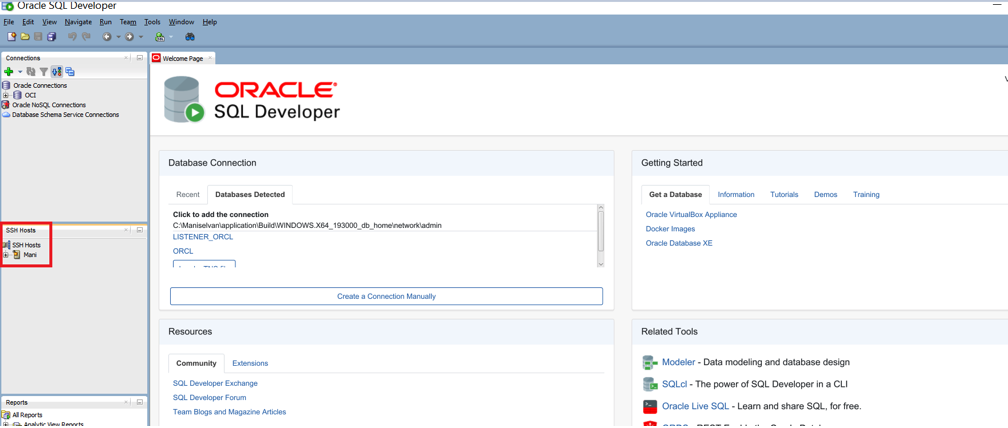 Oracle SQL Developer
File Edit View Navigate Run Team Tools Window Help
Connections
Oracle Connections
OCI
Oracle NoSQL Connections
Database Schema Service Connections
SSH Hosts
SSH Hosts
Mani
Reports
All Reports
Analytic View Reports
Welcome Page
ORACLE
SQL Developer
Database Connection
Recent Databases Detected
Click to add the connection
C:\Maniselvan\application\Build\WINDOWS.X64_193000_db_home\network\admin
LISTENER_ORCL
ORCL
Create a Connection Manually
Getting Started
Get a Database Information Tutorials Demos Training
Oracle VirtualBox Appliance
Docker Images
Oracle Database XE
Resources
Community Extensions
SQL Developer Exchange
SQL Developer Forum
Team Blogs and Magazine Articles
Related Tools
Modeler - Data modeling and database design
SQLcl - The power of SQL Developer in a CLI
Oracle Live SQL - Learn and share SQL, for free.